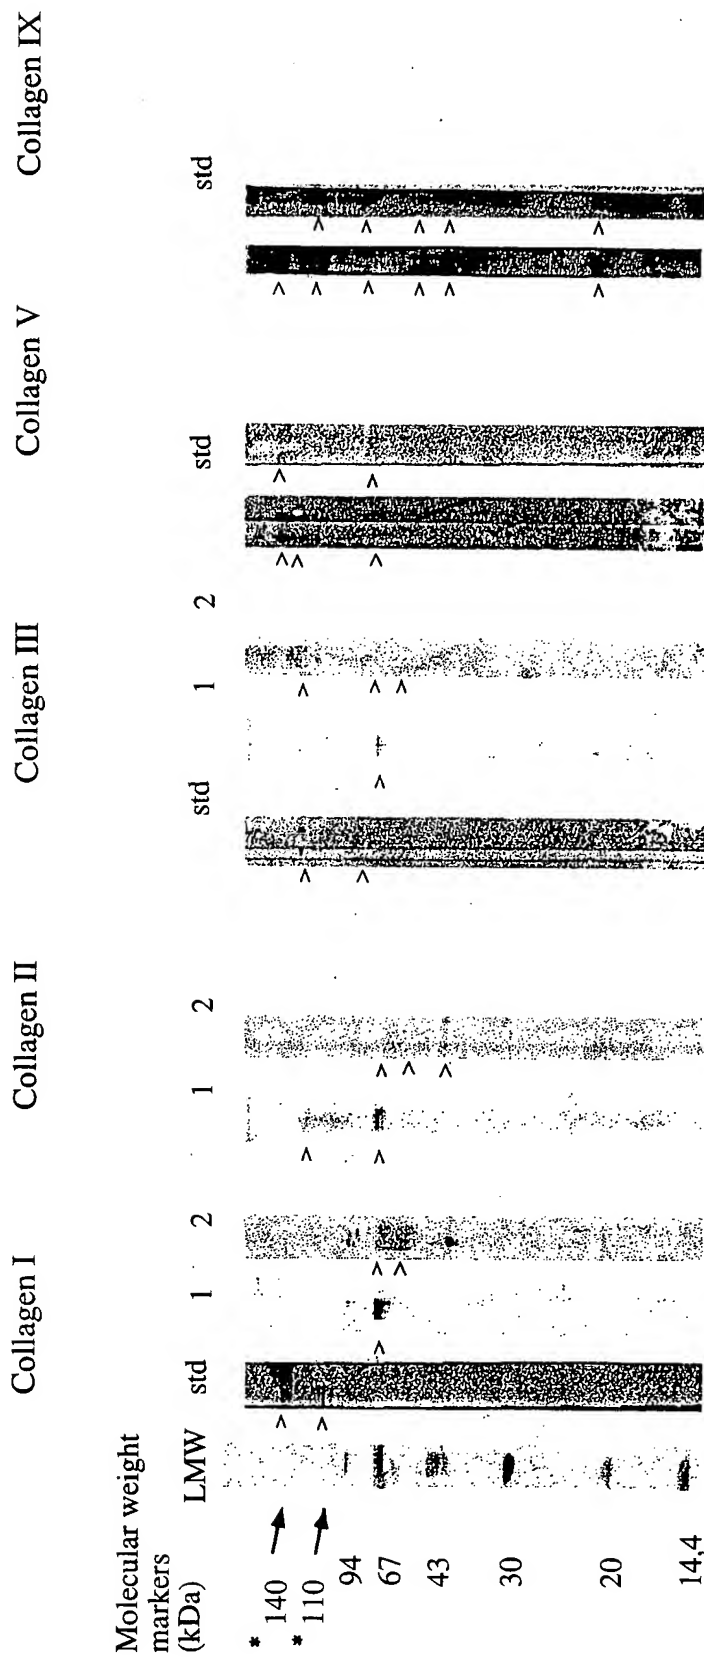 Collagen I Collagen II Collagen III Collagen V Collagen IX
Molecular weight
markers
(kDa) LMW std 1 2 1 2 std 1 2 std std
* 140
* 110
94
67
43
30
20
14,4